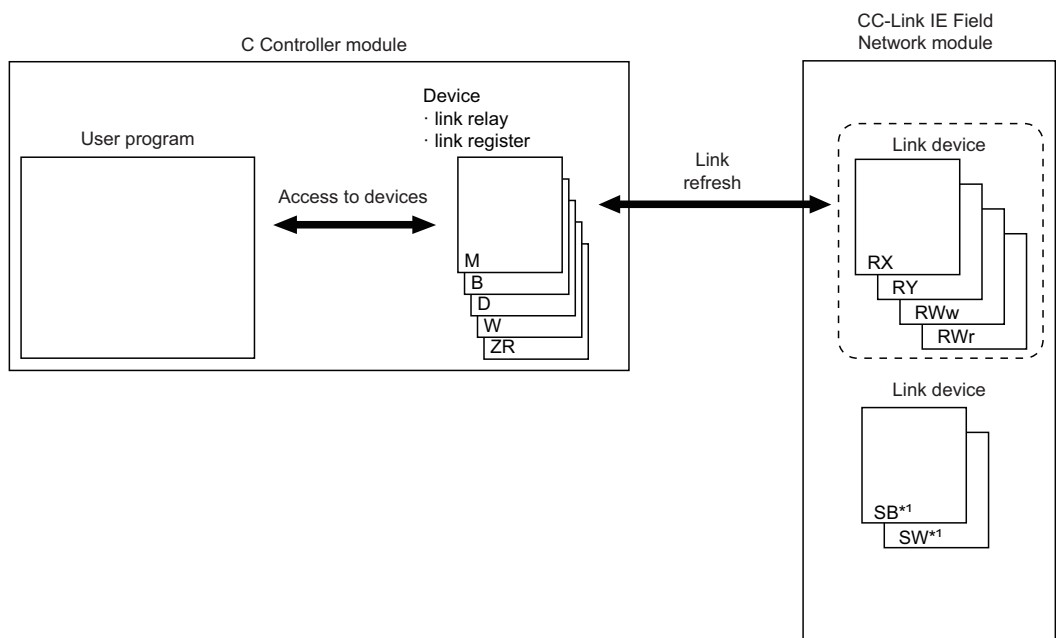 C Controller module
CC-Link IE Field
Network module
Device
· link relay
· link register
User program
Access to devices
M
B
D
W
ZR
Link
refresh
Link device
RX
RY
RWw
RWr
Link device
SB*¹
SW*¹